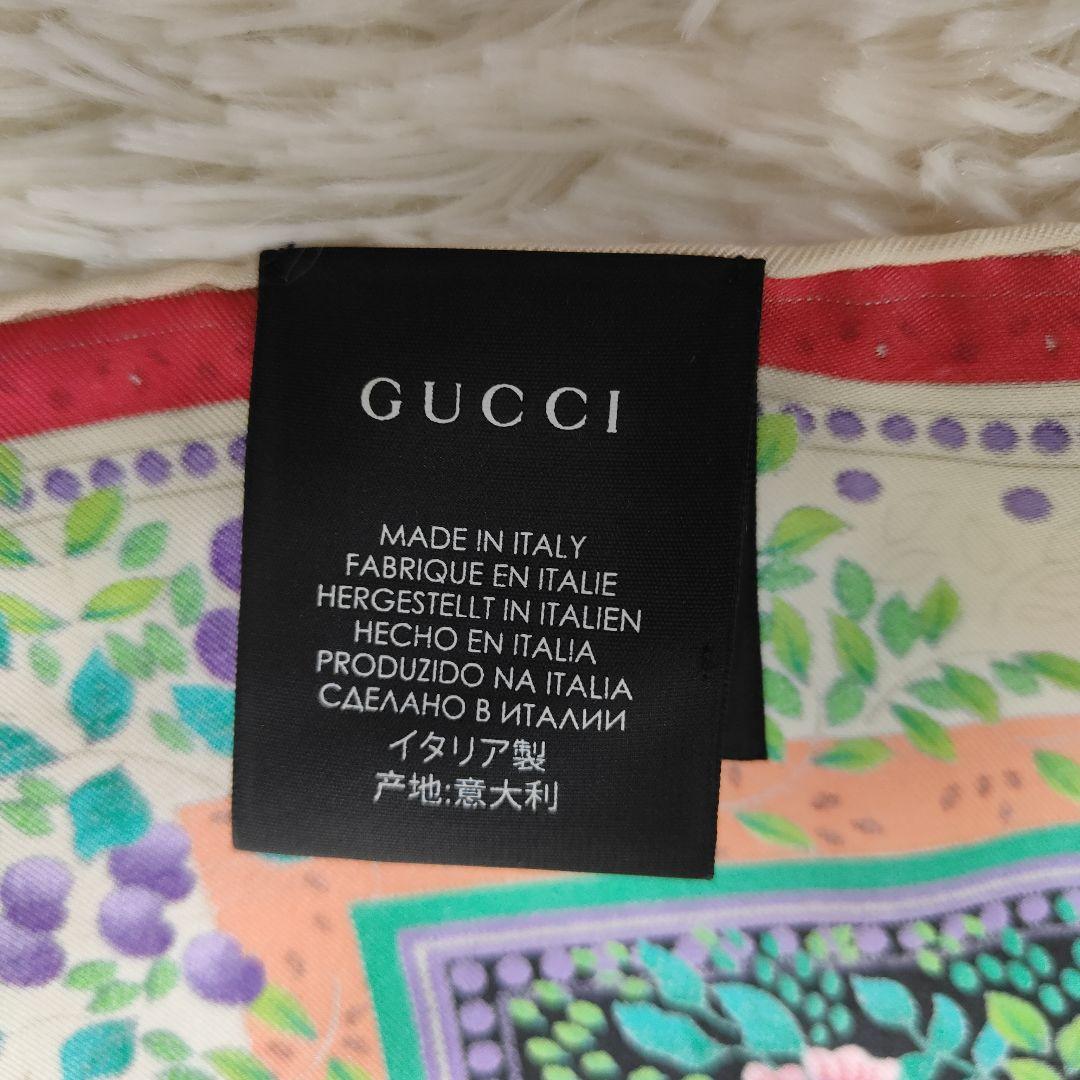 GUCCI
MADE IN ITALY
FABRIQUE EN ITALIE
HERGESTELLT IN ITALIEN
HECHO EN ITALIA
PRODUZIDO NA ITALIA
СДЕЛАНО В ИТАЛИИ
イタリア製
产地:意大利